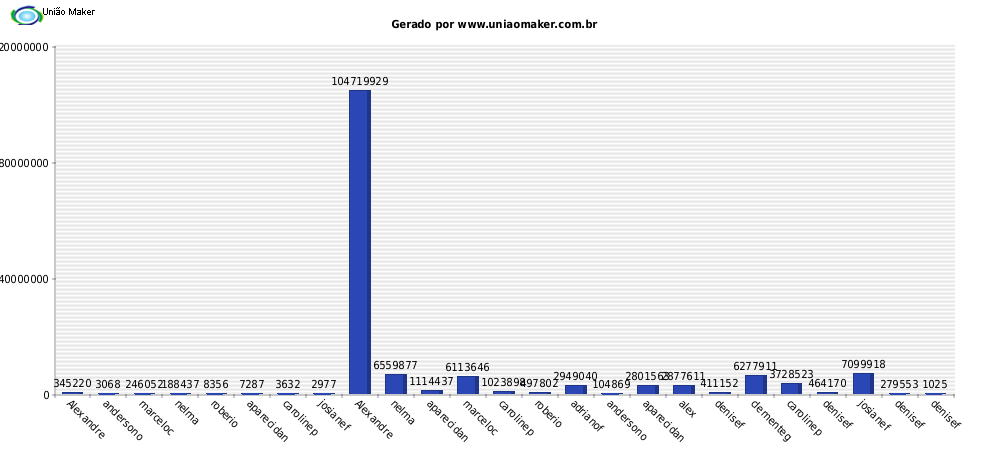 União Maker
Gerado por www.uniaomaker.com.br
20000000
80000000
40000000
0
345220 3068 246052 188437 8356 7287 3632 2977 104719929 6559877 1114437 6113646 1023898 497802 2949040 104869 2801563 2877611 411152 6277911 3728523 464170 7099918 279553 1025
Alexandre andersono marceloc nelma roberio aparecidan carolinep josianef Alexandre nelma aparecidan marceloc carolinep roberio adrianof andersono aparecidan alex denisef dementeg carolinep denisef josianef denisef denisef